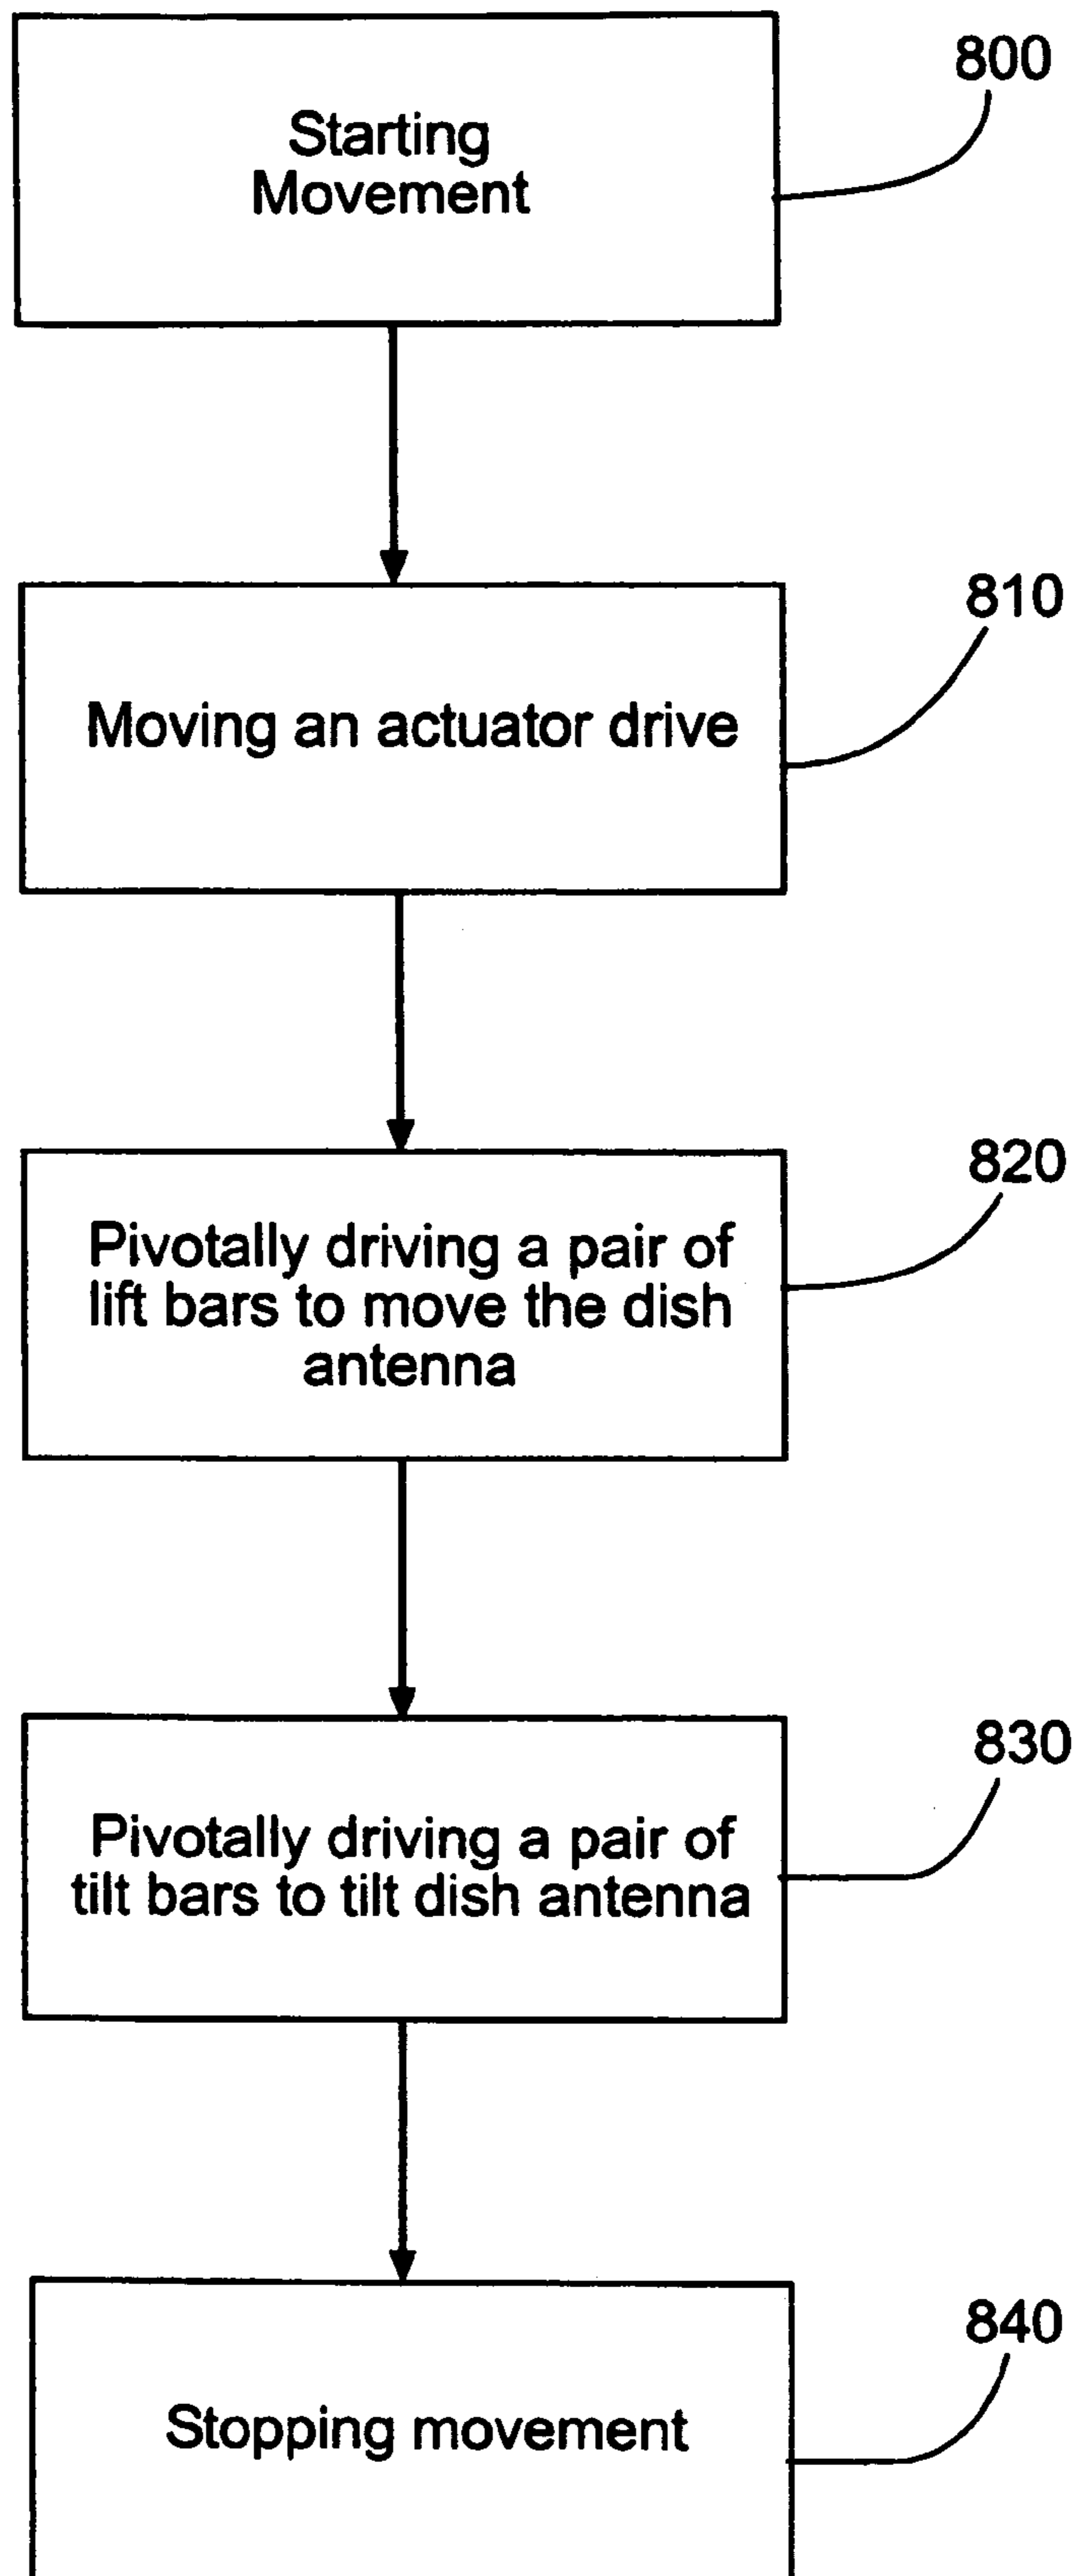 800
Starting
Movement
810
Moving an actuator drive
820
Pivotally driving a pair of
lift bars to move the dish
antenna
830
Pivotally driving a pair of
tilt bars to tilt dish antenna
840
Stopping movement